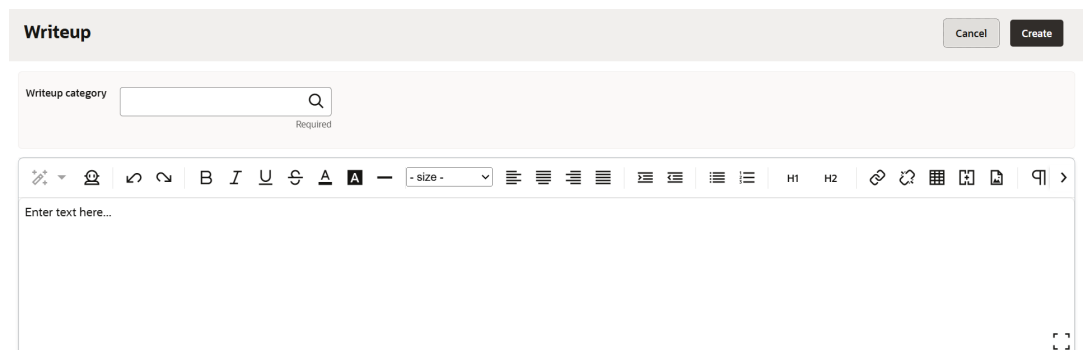 Writeup
Cancel
Create
Writeup category
Required
B I U S A A - size - H1 H2
Enter text here...